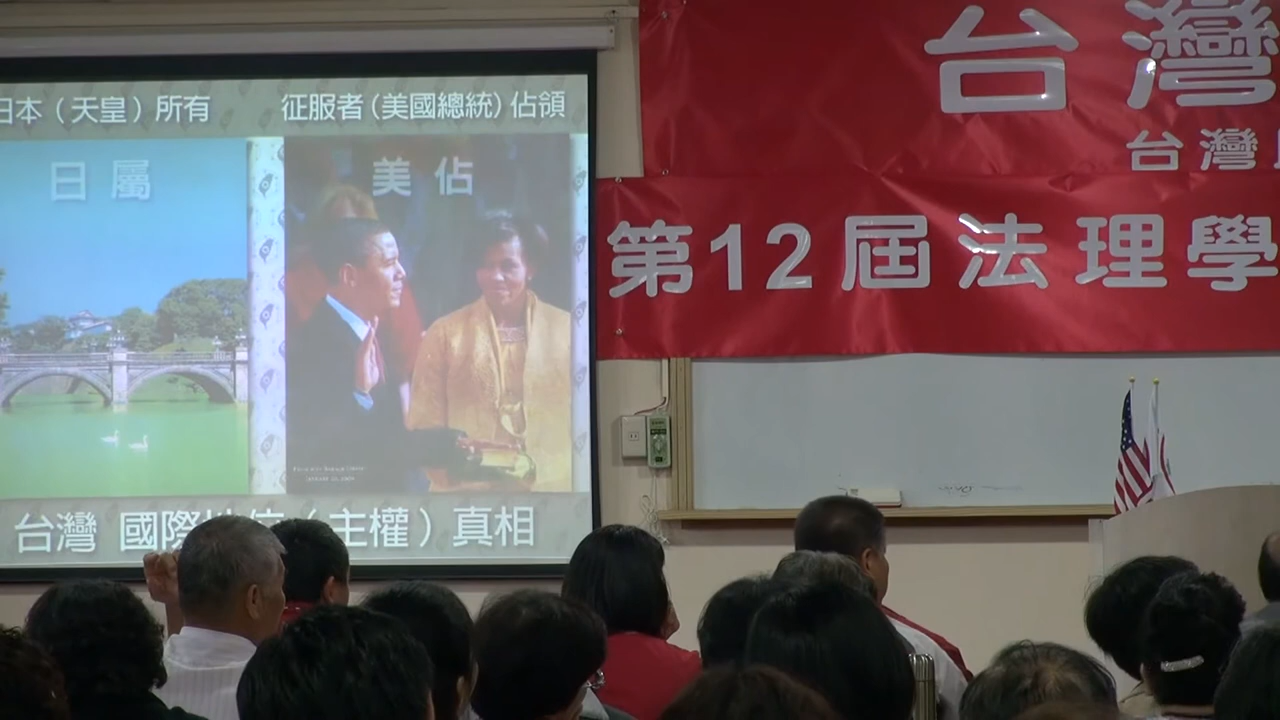 日本（天皇）所有
征服者（美國總統）佔領
日屬
美佔
台灣 國際地位（主權）真相
台灣
台灣
第12屆法理學